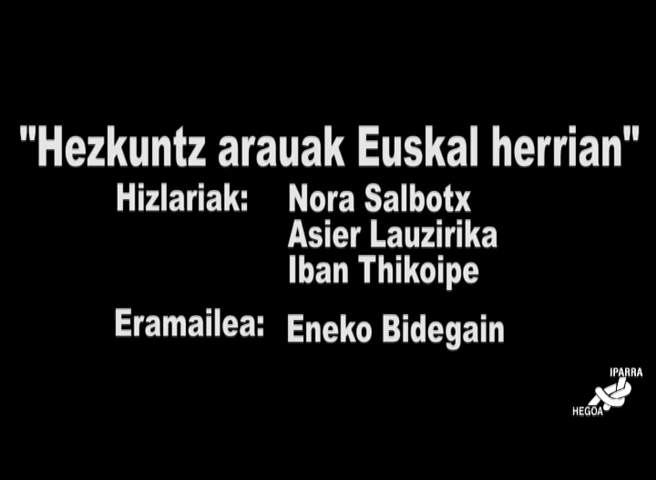 "Hezkuntz arauak Euskal herrian"
Hizlariak: Nora Salbotx
Asier Lauzirika
Iban Thikoipe
Eramailea: Eneko Bidegain
IPARRA
HEGOA